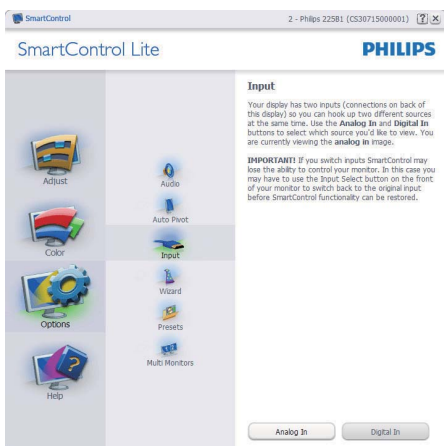 SmartControl
2 - Philips 225B1 (CS30715000001)
SmartControl Lite
PHILIPS
Adjust
Color
Options
Help
Audio
Auto Pivot
Input
Wizard
Presets
Multi Monitors
Input
Your display has two inputs (connections on back of
this display) so you can hook up two different sources
at the same time. Use the Analog In and Digital In
buttons to select which source you'd like to view. You
are currently viewing the analog in image.
IMPORTANT! If you switch inputs SmartControl may
lose the ability to control your monitor. In this case you
may have to use the Input Select button on the front
of your monitor to switch back to the original input
before SmartControl functionality can be restored.
Analog In
Digital In